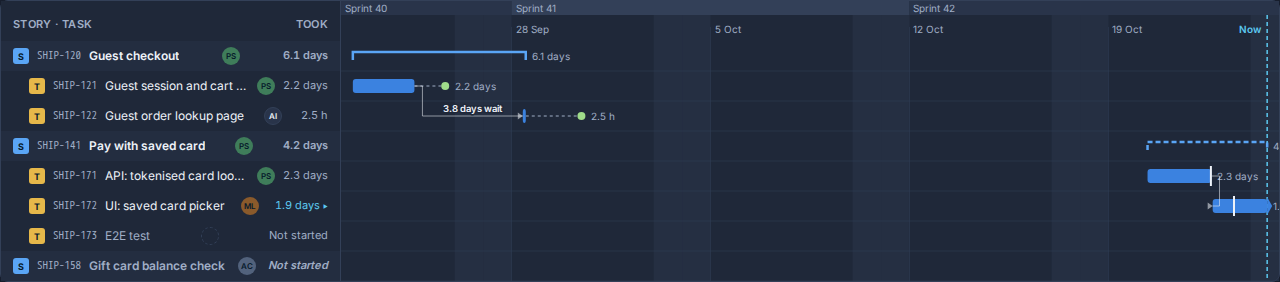 Sprint 40 Sprint 41 Sprint 42
STORY · TASK TOOK 28 Sep 5 Oct 12 Oct 19 Oct Now
S SHIP-120 Guest checkout PS 6.1 days 6.1 days
T SHIP-121 Guest session and cart ... PS 2.2 days 2.2 days
3.8 days wait
T SHIP-122 Guest order lookup page AI 2.5 h 2.5 h
S SHIP-141 Pay with saved card PS 4.2 days 4
T SHIP-171 API: tokenised card loo... PS 2.3 days 2.3 days
T SHIP-172 UI: saved card picker ML 1.9 days ▸ 1.
T SHIP-173 E2E test Not started
S SHIP-158 Gift card balance check AC Not started